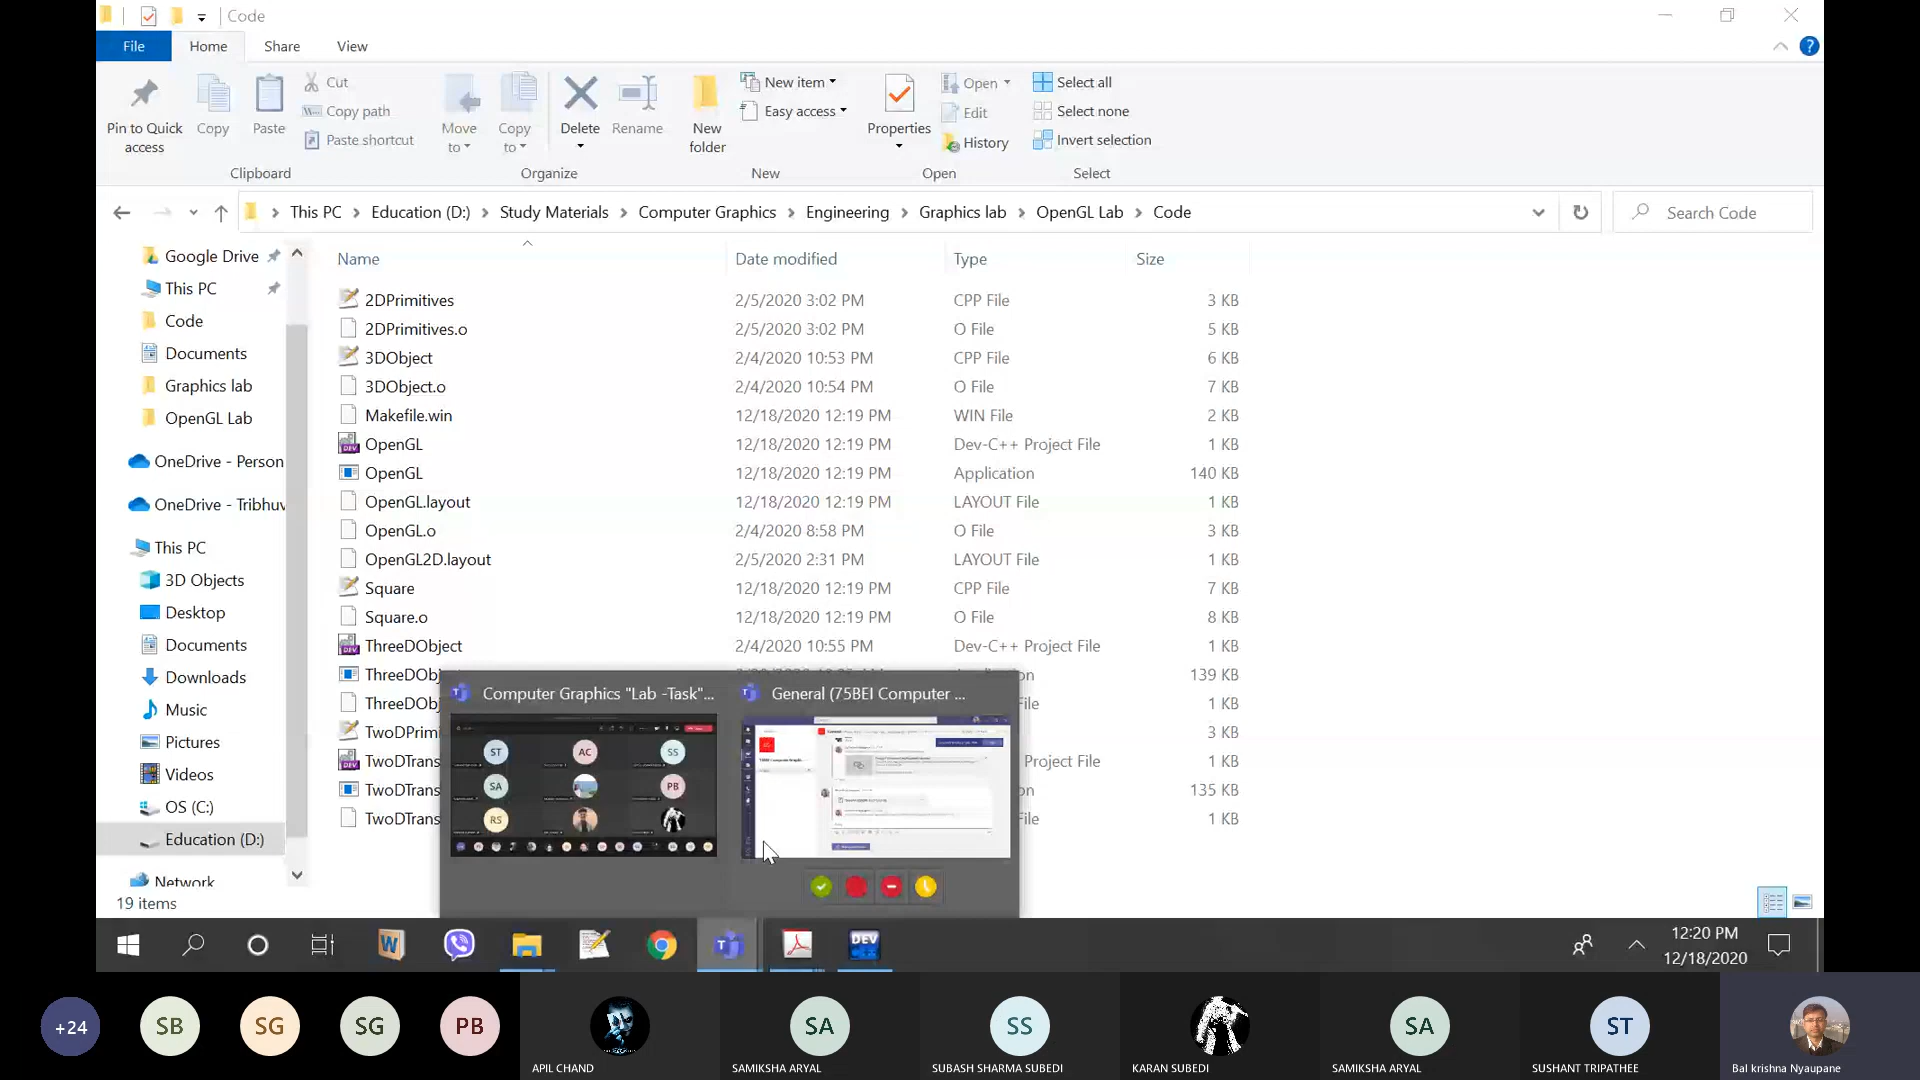 Code
File Home Share View
Pin to Quick access
Copy
Paste
Cut
Copy path
Paste shortcut
Clipboard
Move to
Copy to
Delete
Rename
Organize
New folder
New item
Easy access
New
Properties
Open
Edit
History
Open
Select all
Select none
Invert selection
Select
This PC Education (D:) Study Materials Computer Graphics Engineering Graphics lab OpenGL Lab Code
Search Code
Google Drive
This PC
Code
Documents
Graphics lab
OpenGL Lab
OneDrive - Person
OneDrive - Tribhuv
This PC
3D Objects
Desktop
Documents
Downloads
Music
Pictures
Videos
OS (C:)
Education (D:)
Network
19 items
Name Date modified Type Size
2DPrimitives 2/5/2020 3:02 PM CPP File 3 KB
2DPrimitives.o 2/5/2020 3:02 PM O File 5 KB
3DObject 2/4/2020 10:53 PM CPP File 6 KB
3DObject.o 2/4/2020 10:54 PM O File 7 KB
Makefile.win 12/18/2020 12:19 PM WIN File 2 KB
OpenGL 12/18/2020 12:19 PM Dev-C++ Project File 1 KB
OpenGL 12/18/2020 12:19 PM Application 140 KB
OpenGL.layout 12/18/2020 12:19 PM LAYOUT File 1 KB
OpenGL.o 2/4/2020 8:58 PM O File 3 KB
OpenGL2D.layout 2/5/2020 2:31 PM LAYOUT File 1 KB
Square 12/18/2020 12:19 PM CPP File 7 KB
Square.o 12/18/2020 12:19 PM O File 8 KB
ThreeDObject 2/4/2020 10:55 PM Dev-C++ Project File 1 KB
ThreeDObj 139 KB
ThreeDObj File 1 KB
TwoDPrimi 3 KB
TwoDTrans Project File 1 KB
TwoDTrans on 135 KB
TwoDTrans 1 KB
Computer Graphics "Lab -Task"...
General (75BEI Computer ...
ST AC SS
SA PB
RS
DEV
12:20 PM
12/18/2020
+24 SB SG SG PB SA SS SA ST
APIL CHAND SAMIKSHA ARYAL SUBASH SHARMA SUBEDI KARAN SUBEDI SAMIKSHA ARYAL SUSHANT TRIPATHEE Bal krishna Nyaupane